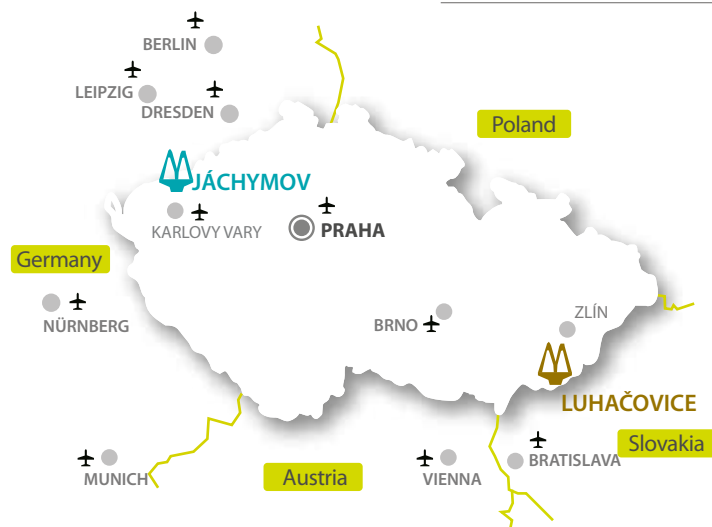 BERLIN
LEIPZIG
DRESDEN
Poland
JÁCHYMOV
KARLOVY VARY
PRAHA
Germany
NÜRNBERG
BRNO
ZLÍN
LUHAČOVICE
Slovakia
MUNICH
Austria
VIENNA
BRATISLAVA